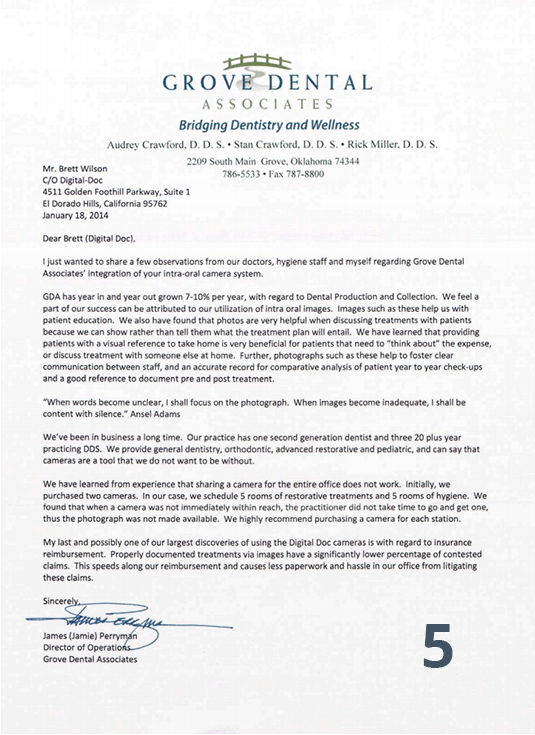 GROVE DENTAL
ASSOCIATES
Bridging Dentistry and Wellness
Audrey Crawford, D. D. S. • Stan Crawford, D. D. S. • Rick Miller, D. D. S.
2209 South Main Grove, Oklahoma 74344
786-5533 • Fax 787-8800
Mr. Brett Wilson
C/O Digital-Doc
4511 Golden Foothill Parkway, Suite 1
El Dorado Hills, California 95762
January 18, 2014
Dear Brett (Digital Doc),
I just wanted to share a few observations from our doctors, hygiene staff and myself regarding Grove Dental
Associates' integration of your intra-oral camera system.
GDA has year in and year out grown 7-10% per year, with regard to Dental Production and Collection. We feel a
part of our success can be attributed to our utilization of intra oral images. Images such as these help us with
patient education. We also have found that photos are very helpful when discussing treatments with patients
because we can show rather than tell them what the treatment plan will entail. We have learned that providing
patients with a visual reference to take home is very beneficial for patients that need to "think about" the expense,
or discuss treatment with someone else at home. Further, photographs such as these help to foster clear
communication between staff, and an accurate record for comparative analysis of patient year to year check-ups
and a good reference to document pre and post treatment.
"When words become unclear, I shall focus on the photograph. When images become inadequate, I shall be
content with silence." Ansel Adams
We've been in business a long time. Our practice has one second generation dentist and three 20 plus year
practicing DDS. We provide general dentistry, orthodontic, advanced restorative and pediatric, and can say that
cameras are a tool that we do not want to be without.
We have learned from experience that sharing a camera for the entire office does not work. Initially, we
purchased two cameras. In our case, we schedule 5 rooms of restorative treatments and 5 rooms of hygiene. We
found that when a camera was not immediately within reach, the practitioner did not take time to go and get one,
thus the photograph was not made available. We highly recommend purchasing a camera for each station.
My last and possibly one of our largest discoveries of using the Digital Doc cameras is with regard to insurance
reimbursement. Properly documented treatments via images have a significantly lower percentage of contested
claims. This speeds along our reimbursement and causes less paperwork and hassle in our office from litigating
these claims.
Sincerely,
James Perryman
James (Jamie) Perryman
Director of Operations
Grove Dental Associates
5